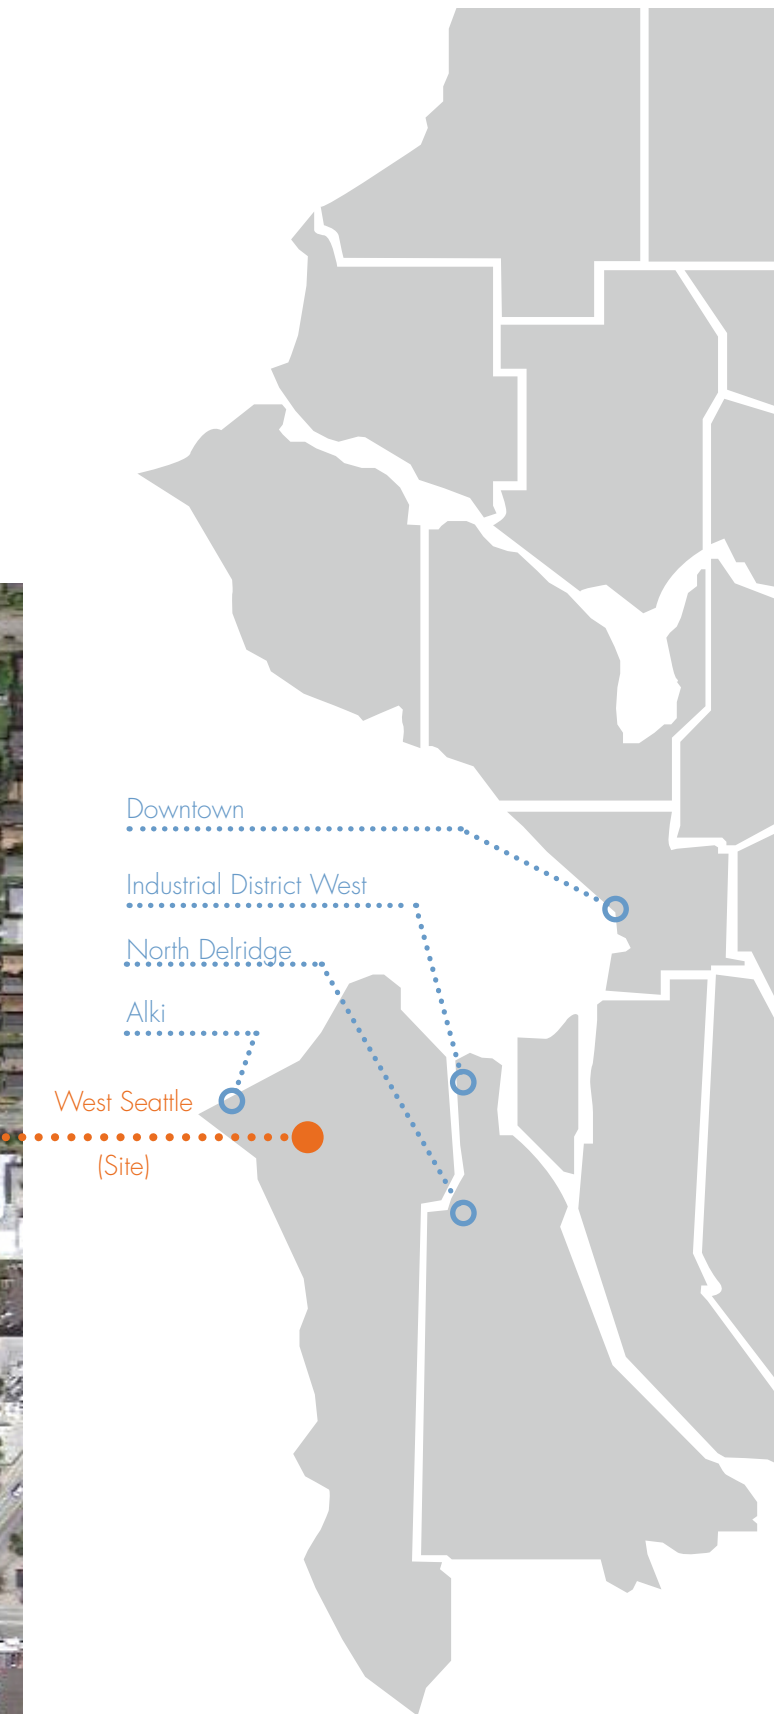 Downtown
Industrial District West
North Delridge
Alki
West Seattle
(Site)